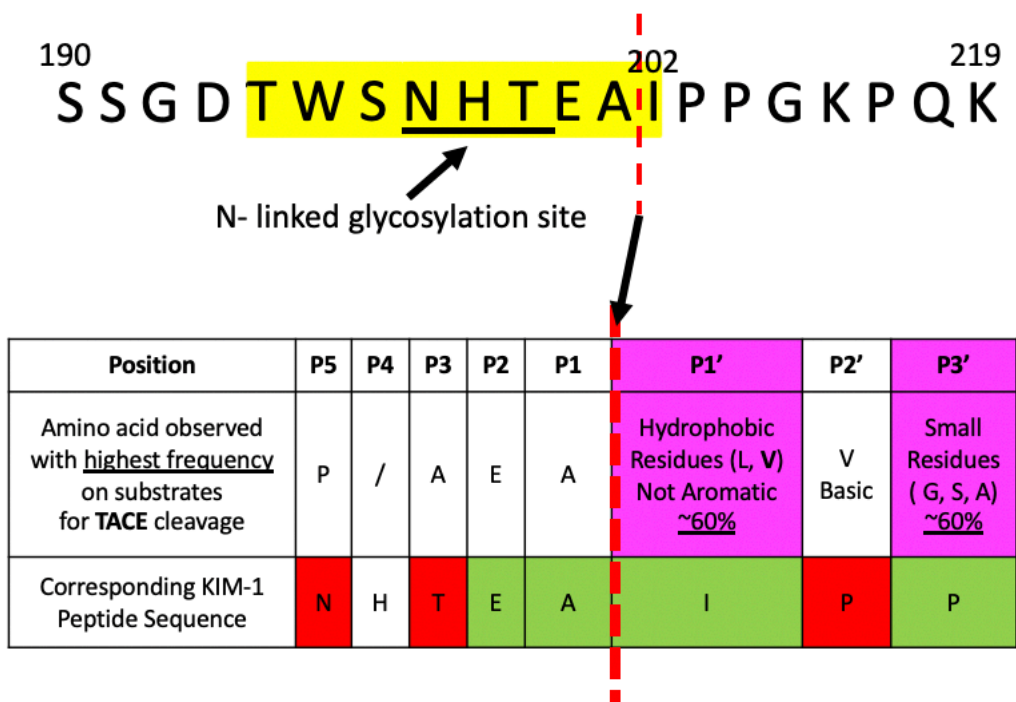 190 202 219
S S G D T W S N H T E A I P P G K P Q K
N- linked glycosylation site
Position P5 P4 P3 P2 P1 P1’ P2’ P3’
Amino acid observed
with highest frequency
on substrates
for TACE cleavage
P / A E A
Hydrophobic
Residues (L, V)
Not Aromatic
~60%
V
Basic
Small
Residues
( G, S, A)
~60%
Corresponding KIM-1
Peptide Sequence
N H T E A I P P